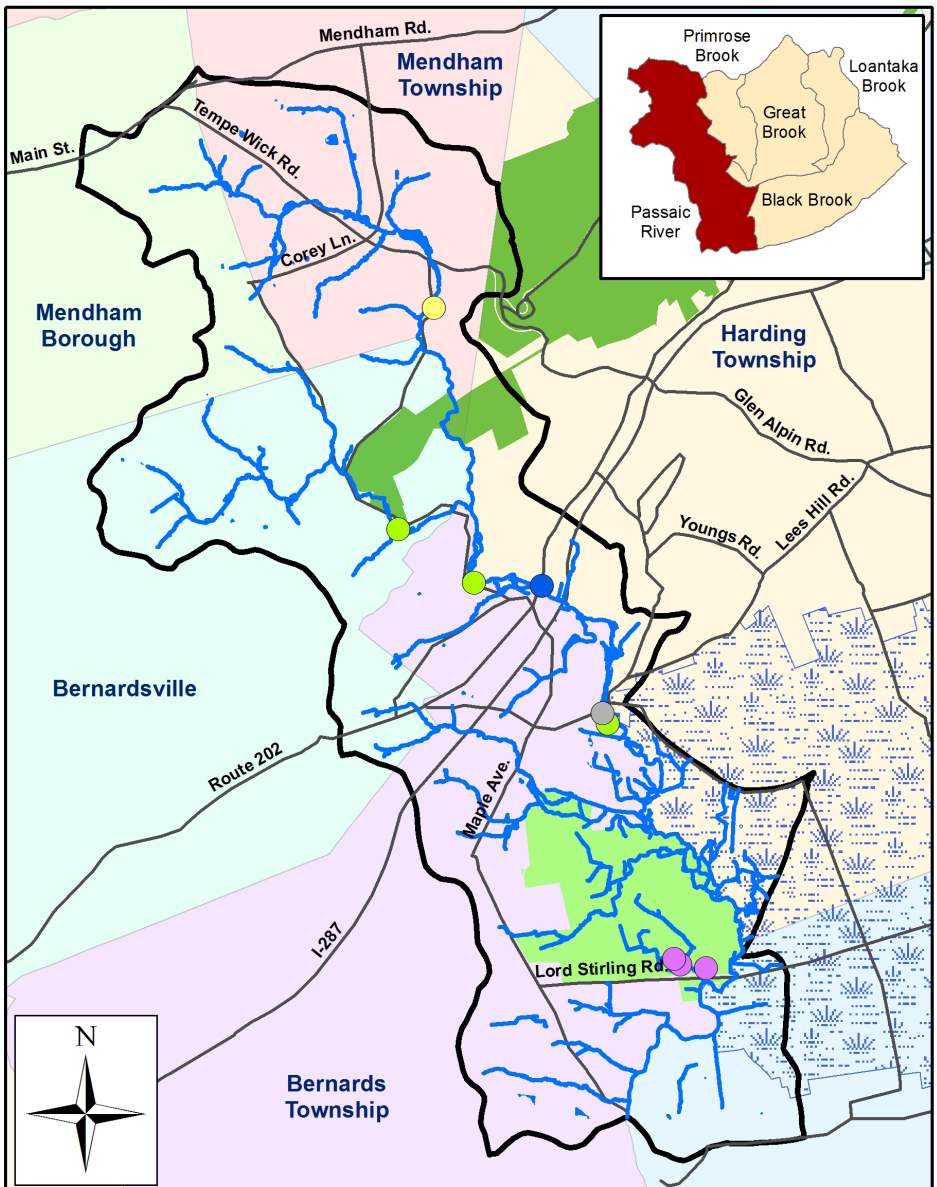 Mendham Rd.
Mendham
Township
Primrose
Brook
Loantaka
Brook
Great
Brook
Black Brook
Passaic
River
Main St.
Tempe Wick Rd.
Corey Ln.
Mendham
Borough
Harding
Township
Glen Alpin Rd.
Lees Hill Rd.
Youngs Rd.
Bernardsville
Route 202
Maple Ave.
I-287
Lord Stirling Rd.
N
Bernards
Township